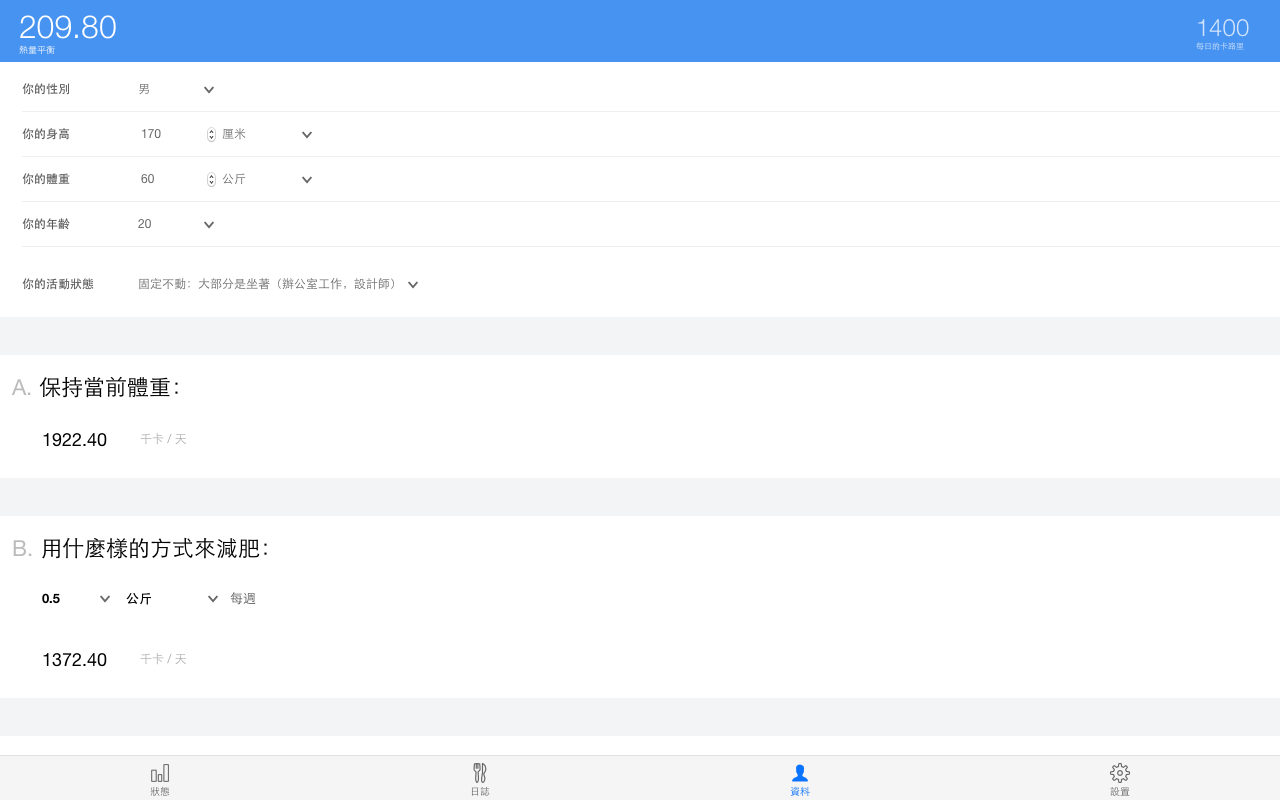 209.80
熱量平衡
1400
每日的卡路里
你的性別 男
你的身高 170 厘米
你的體重 60 公斤
你的年齡 20
你的活動狀態 固定不動：大部分是坐著（辦公室工作，設計師）
A. 保持當前體重：
1922.40 千卡 / 天
B. 用什麼樣的方式來減肥：
0.5 公斤 每週
1372.40 千卡 / 天
狀態 日誌 資料 設置